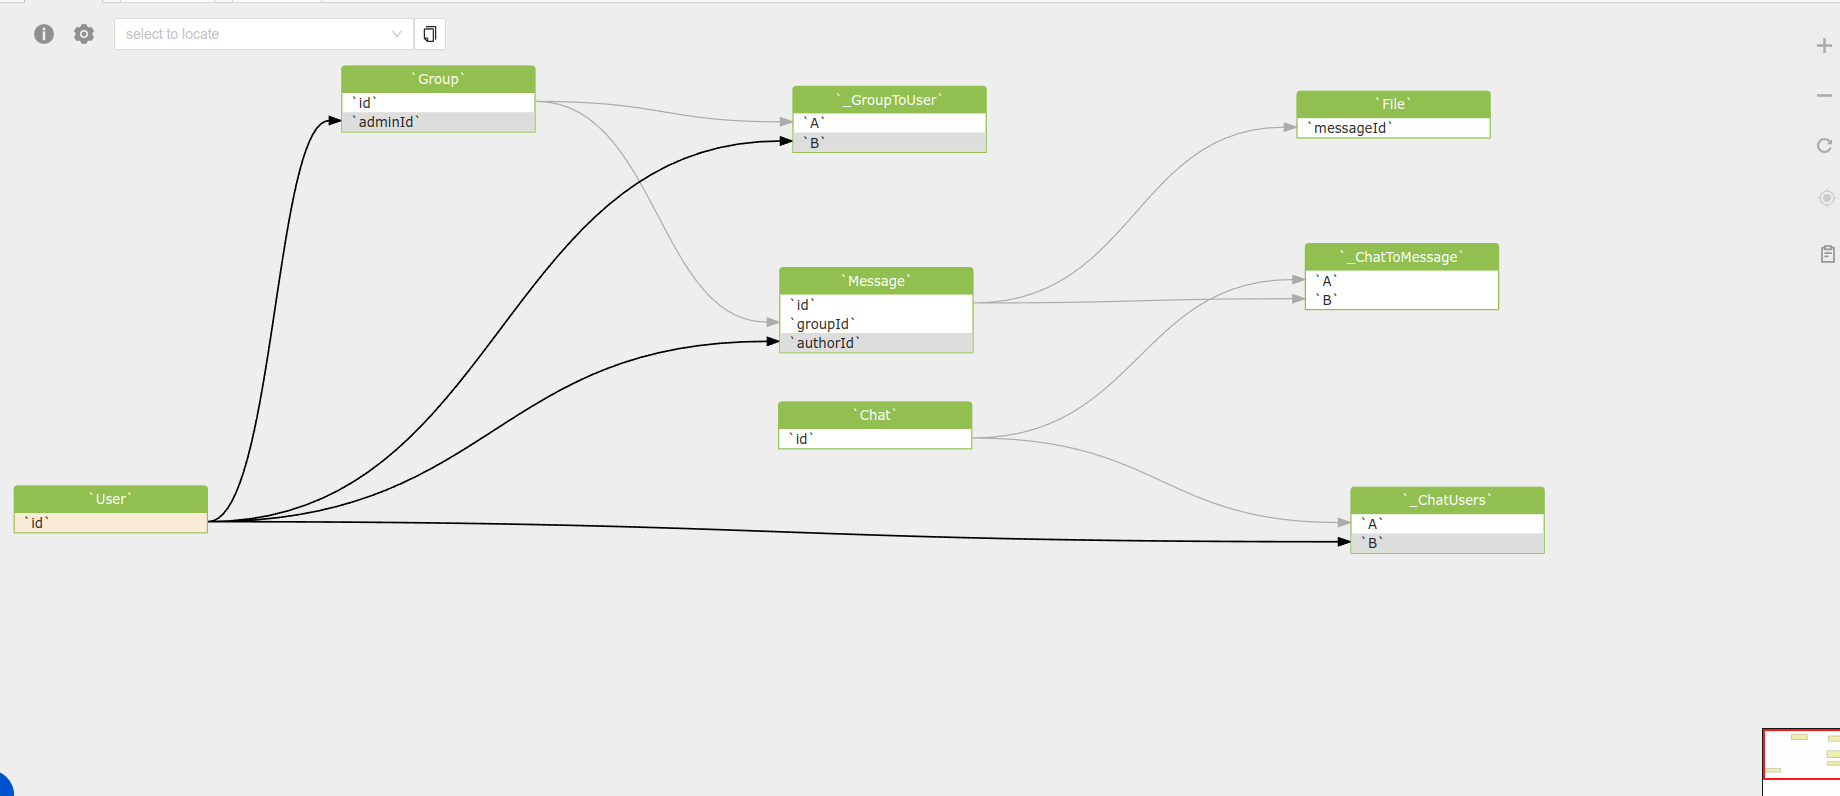 select to locate
`Group`
`id`
`adminId`
`_GroupToUser`
`A`
`B`
`File`
`messageId`
`Message`
`id`
`groupId`
`authorId`
`_ChatToMessage`
`A`
`B`
`Chat`
`id`
`User`
`id`
`_ChatUsers`
`A`
`B`